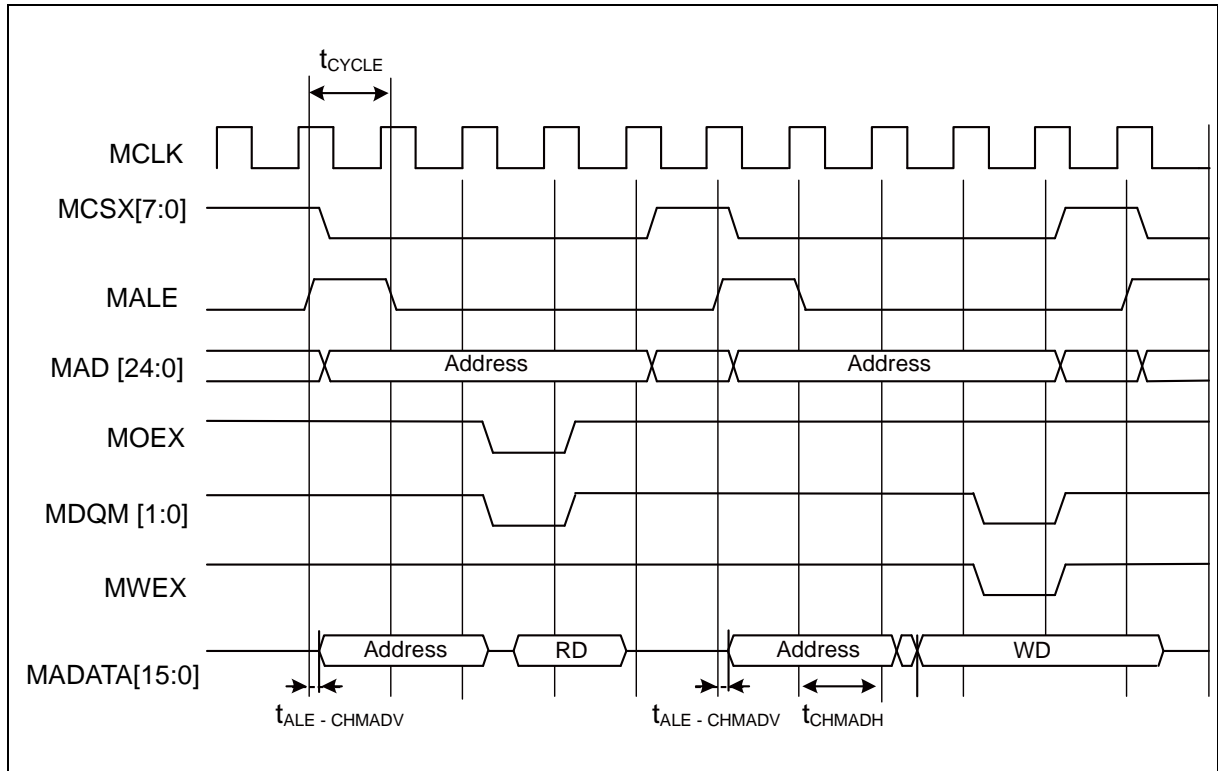 tCYCLE
MCLK
MCSX[7:0]
MALE
MAD [24:0]
Address
Address
MOEX
MDQM [1:0]
MWEX
MADATA[15:0]
Address
RD
Address
WD
tALE - CHMADV
tALE - CHMADV
tCHMADH